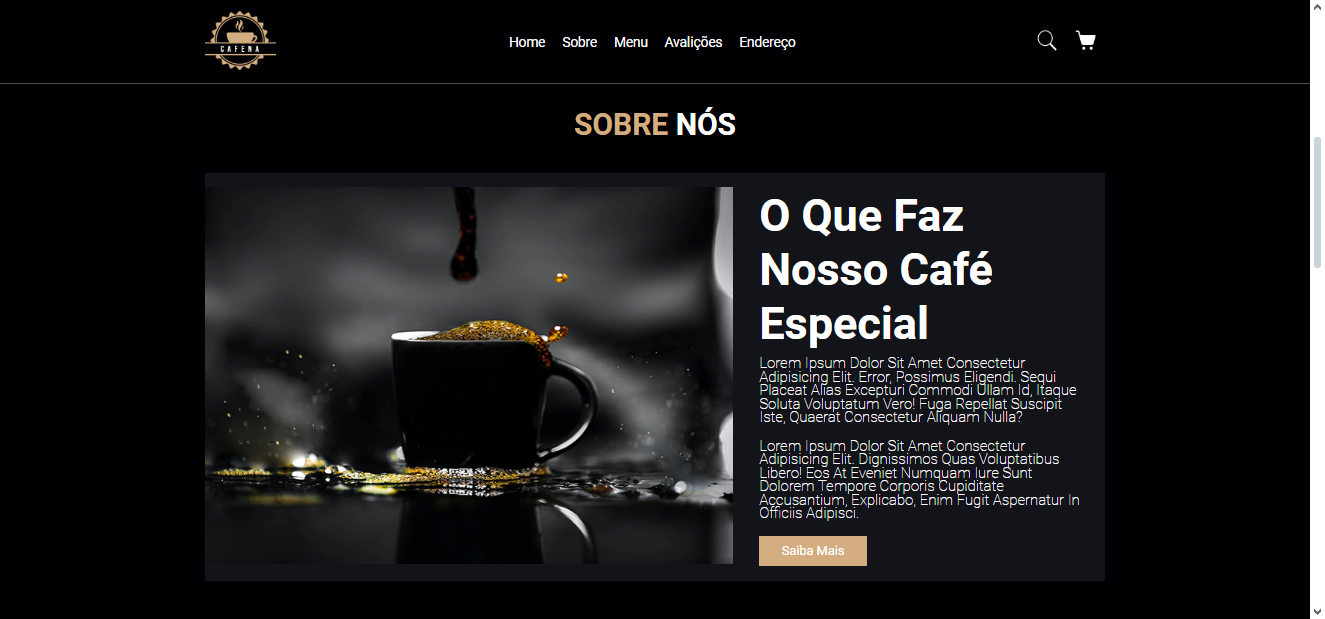 CAFENA
Home Sobre Menu Avalições Endereço
SOBRE NÓS
O Que Faz
Nosso Café
Especial
Lorem Ipsum Dolor Sit Amet Consectetur
Adipisicing Elit. Error, Possimus Eligendi. Sequi
Placeat Alias Excepturi Commodi Ullam Id, Itaque
Soluta Voluptatum Vero! Fuga Repellat Suscipit
Iste, Quaerat Consectetur Aliquam Nulla?
Lorem Ipsum Dolor Sit Amet Consectetur
Adipisicing Elit. Dignissimos Quas Voluptatibus
Libero! Eos At Eveniet Numquam Iure Sunt
Dolorem Tempore Corporis Cupiditate
Accusantium, Explicabo, Enim Fugit Aspernatur In
Officiis Adipisci.
Saiba Mais